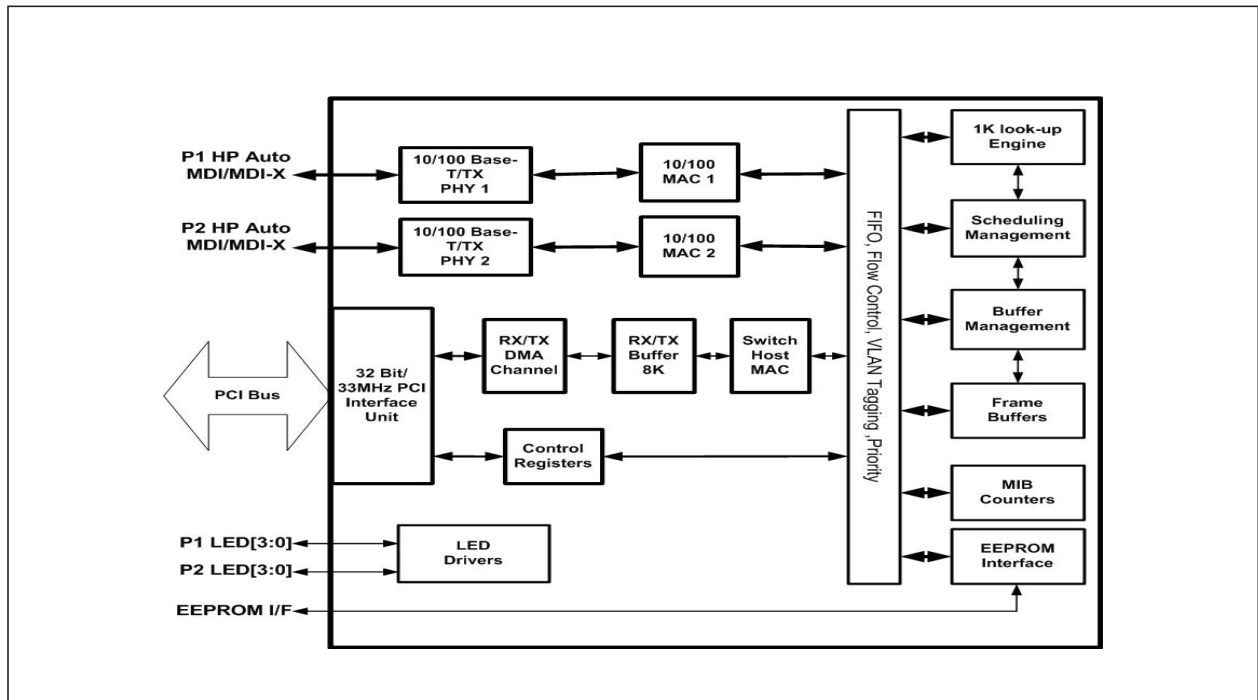 P1 HP Auto
MDI/MDI-X
10/100 Base-
T/TX
PHY 1
10/100
MAC 1
P2 HP Auto
MDI/MDI-X
10/100 Base-
T/TX
PHY 2
10/100
MAC 2
PCI Bus
32 Bit/
33MHz PCI
Interface
Unit
RX/TX
DMA
Channel
RX/TX
Buffer
8K
Switch
Host
MAC
Control
Registers
P1 LED[3:0]
P2 LED[3:0]
LED
Drivers
EEPROM I/F
FIFO, Flow Control, VLAN Tagging ,Priority
1K look-up
Engine
Scheduling
Management
Buffer
Management
Frame
Buffers
MIB
Counters
EEPROM
Interface